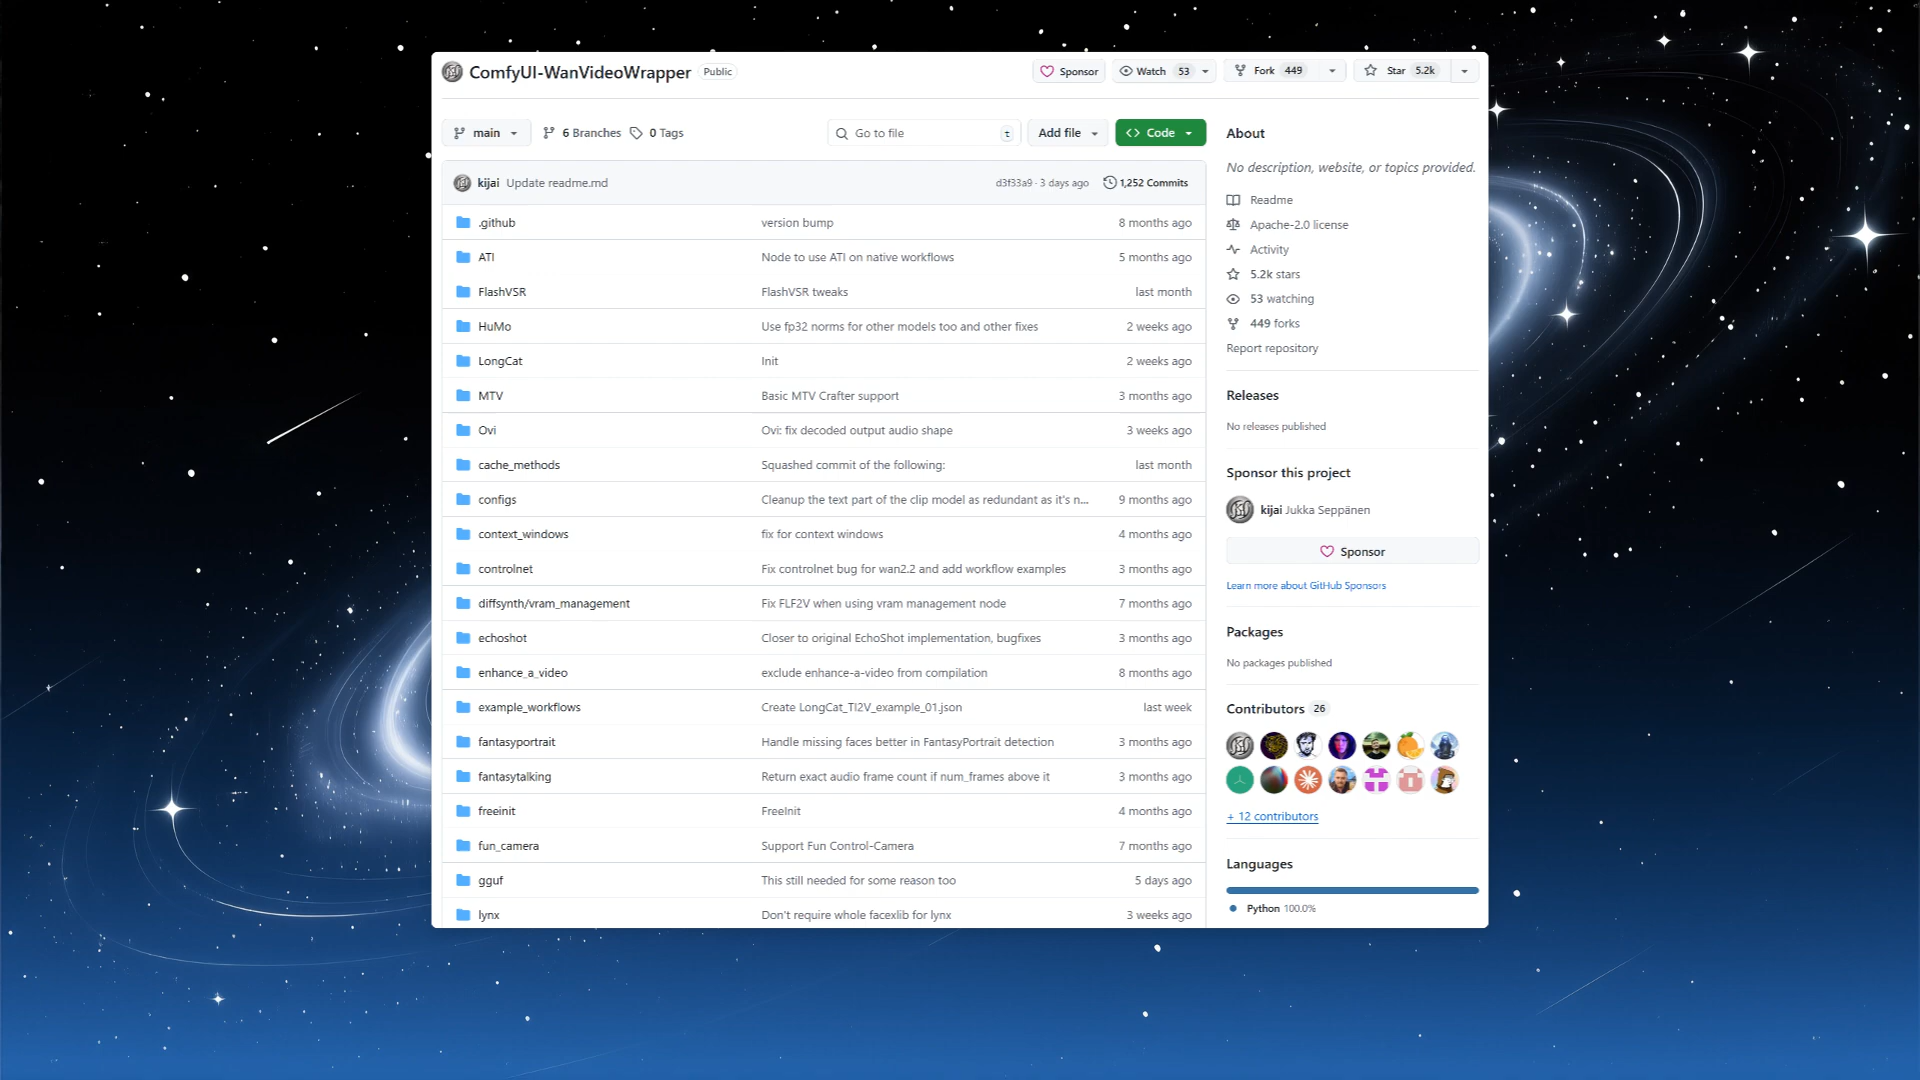 ComfyUI-WanVideoWrapper Public Sponsor Watch 53 Fork 449 Star 5.2k
main 6 Branches 0 Tags Go to file t Add file Code
kijai Update readme.md d3f33a9 · 3 days ago 1,252 Commits
.github version bump 8 months ago
ATI Node to use ATI on native workflows 5 months ago
FlashVSR FlashVSR tweaks last month
HuMo Use fp32 norms for other models too and other fixes 2 weeks ago
LongCat Init 2 weeks ago
MTV Basic MTV Crafter support 3 months ago
Ovi Ovi: fix decoded output audio shape 3 weeks ago
cache_methods Squashed commit of the following: last month
configs Cleanup the text part of the clip model as redundant as it's n... 9 months ago
context_windows fix for context windows 4 months ago
controlnet Fix controlnet bug for wan2.2 and add workflow examples 3 months ago
diffsynth/vram_management Fix FLF2V when using vram management node 7 months ago
echoshot Closer to original EchoShot implementation, bugfixes 3 months ago
enhance_a_video exclude enhance-a-video from compilation 8 months ago
example_workflows Create LongCat_TI2V_example_01.json last week
fantasyportrait Handle missing faces better in FantasyPortrait detection 3 months ago
fantasytalking Return exact audio frame count if num_frames above it 3 months ago
freeinit FreeInit 4 months ago
fun_camera Support Fun Control-Camera 7 months ago
gguf This still needed for some reason too 5 days ago
lynx Don't require whole facexlib for lynx 3 weeks ago
About
No description, website, or topics provided.
Readme
Apache-2.0 license
Activity
5.2k stars
53 watching
449 forks
Report repository
Releases
No releases published
Sponsor this project
kijai Jukka Seppänen
Sponsor
Learn more about GitHub Sponsors
Packages
No packages published
Contributors 26
+ 12 contributors
Languages
Python 100.0%